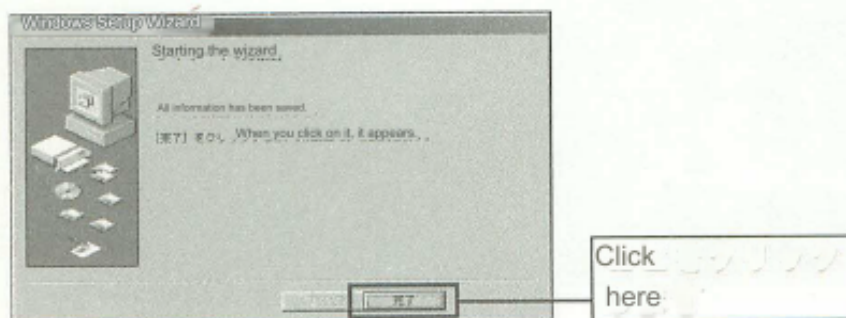 Windows Setup Wizard
Starting the wizard
All information has been saved.
[完了] をクリ When you click on it, it appears.
完了
Click
here